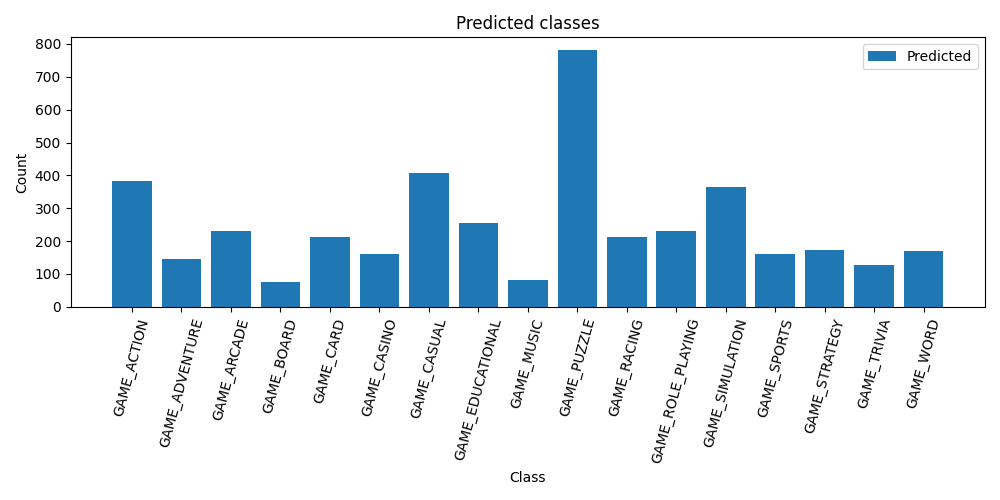 Predicted classes
Predicted
Count
800
700
600
500
400
300
200
100
0
GAME_ACTION
GAME_ADVENTURE
GAME_ARCADE
GAME_BOARD
GAME_CARD
GAME_CASINO
GAME_CASUAL
GAME_EDUCATIONAL
GAME_MUSIC
GAME_PUZZLE
GAME_RACING
GAME_ROLE_PLAYING
GAME_SIMULATION
GAME_SPORTS
GAME_STRATEGY
GAME_TRIVIA
GAME_WORD
Class